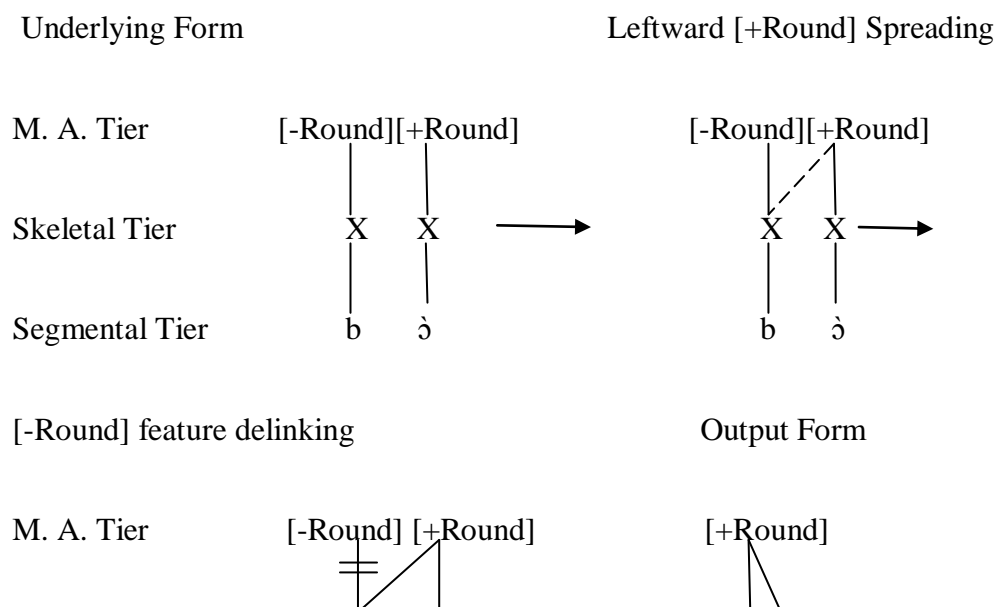 Underlying Form Leftward [+Round] Spreading
M. A. Tier [-Round][+Round] [-Round][+Round]
Skeletal Tier X X X X
Segmental Tier b ɔ̀ b ɔ̀
[-Round] feature delinking Output Form
M. A. Tier [-Round] [+Round] [+Round]